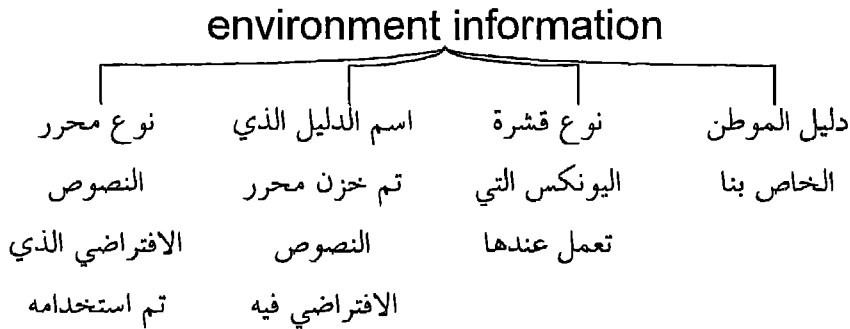 environment information
دليل الموطن
الخاص بنا
نوع قشرة
اليونكس التي
تعمل عندها
اسم الدليل الذي
تم خزن محرر
النصوص
الافتراضي فيه
نوع محرر
النصوص
الافتراضي الذي
تم استخدامه